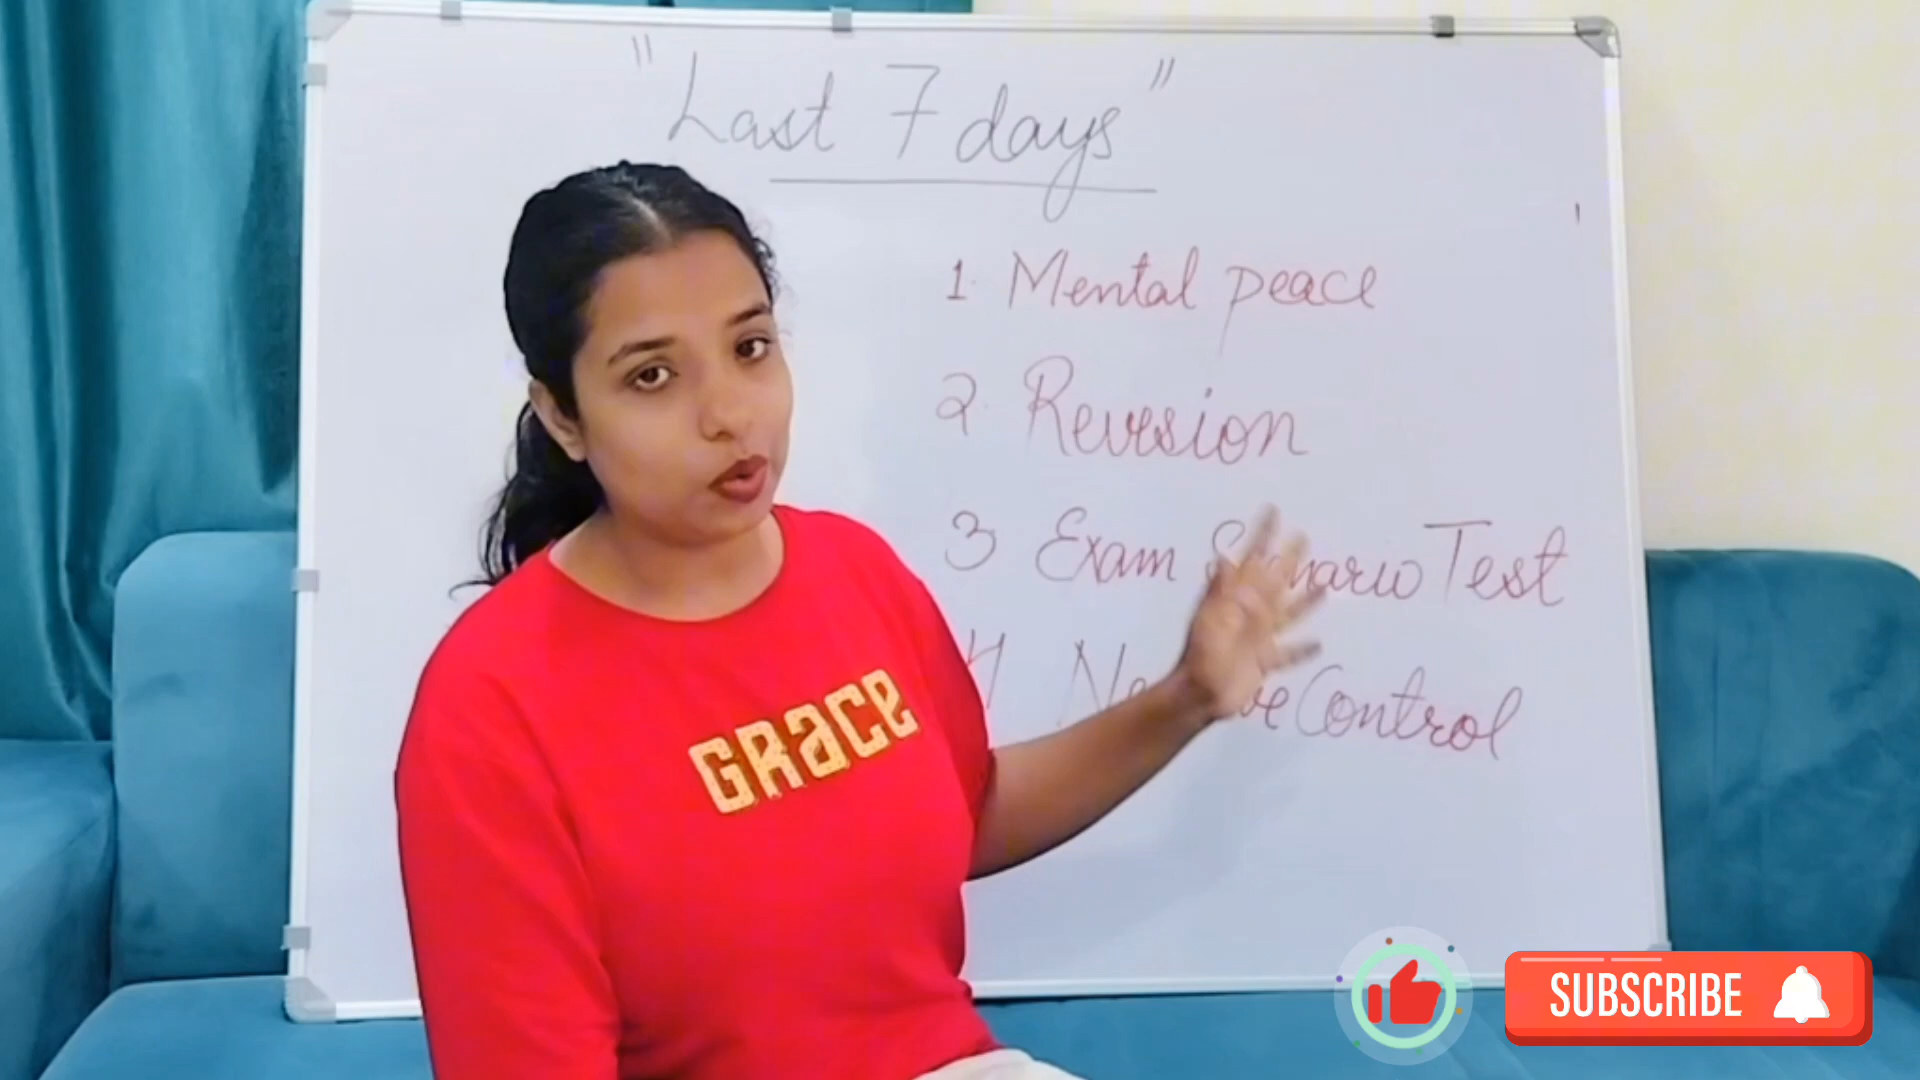 "Last 7 days"
1. Mental peace
2. Revision
3 Exam Test
4 Control
GRACE
SUBSCRIBE